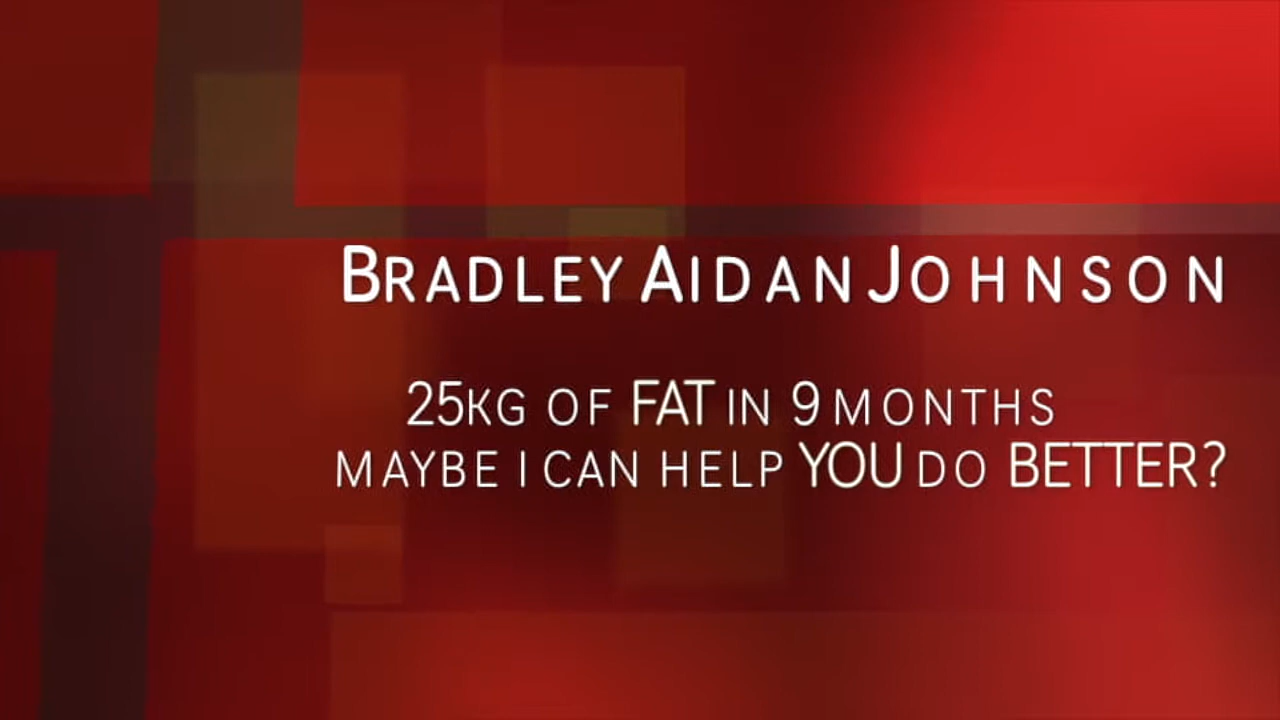 BRADLEY AIDAN JOHNSON
25KG OF FAT IN 9 MONTHS
MAYBE I CAN HELP YOU DO BETTER?